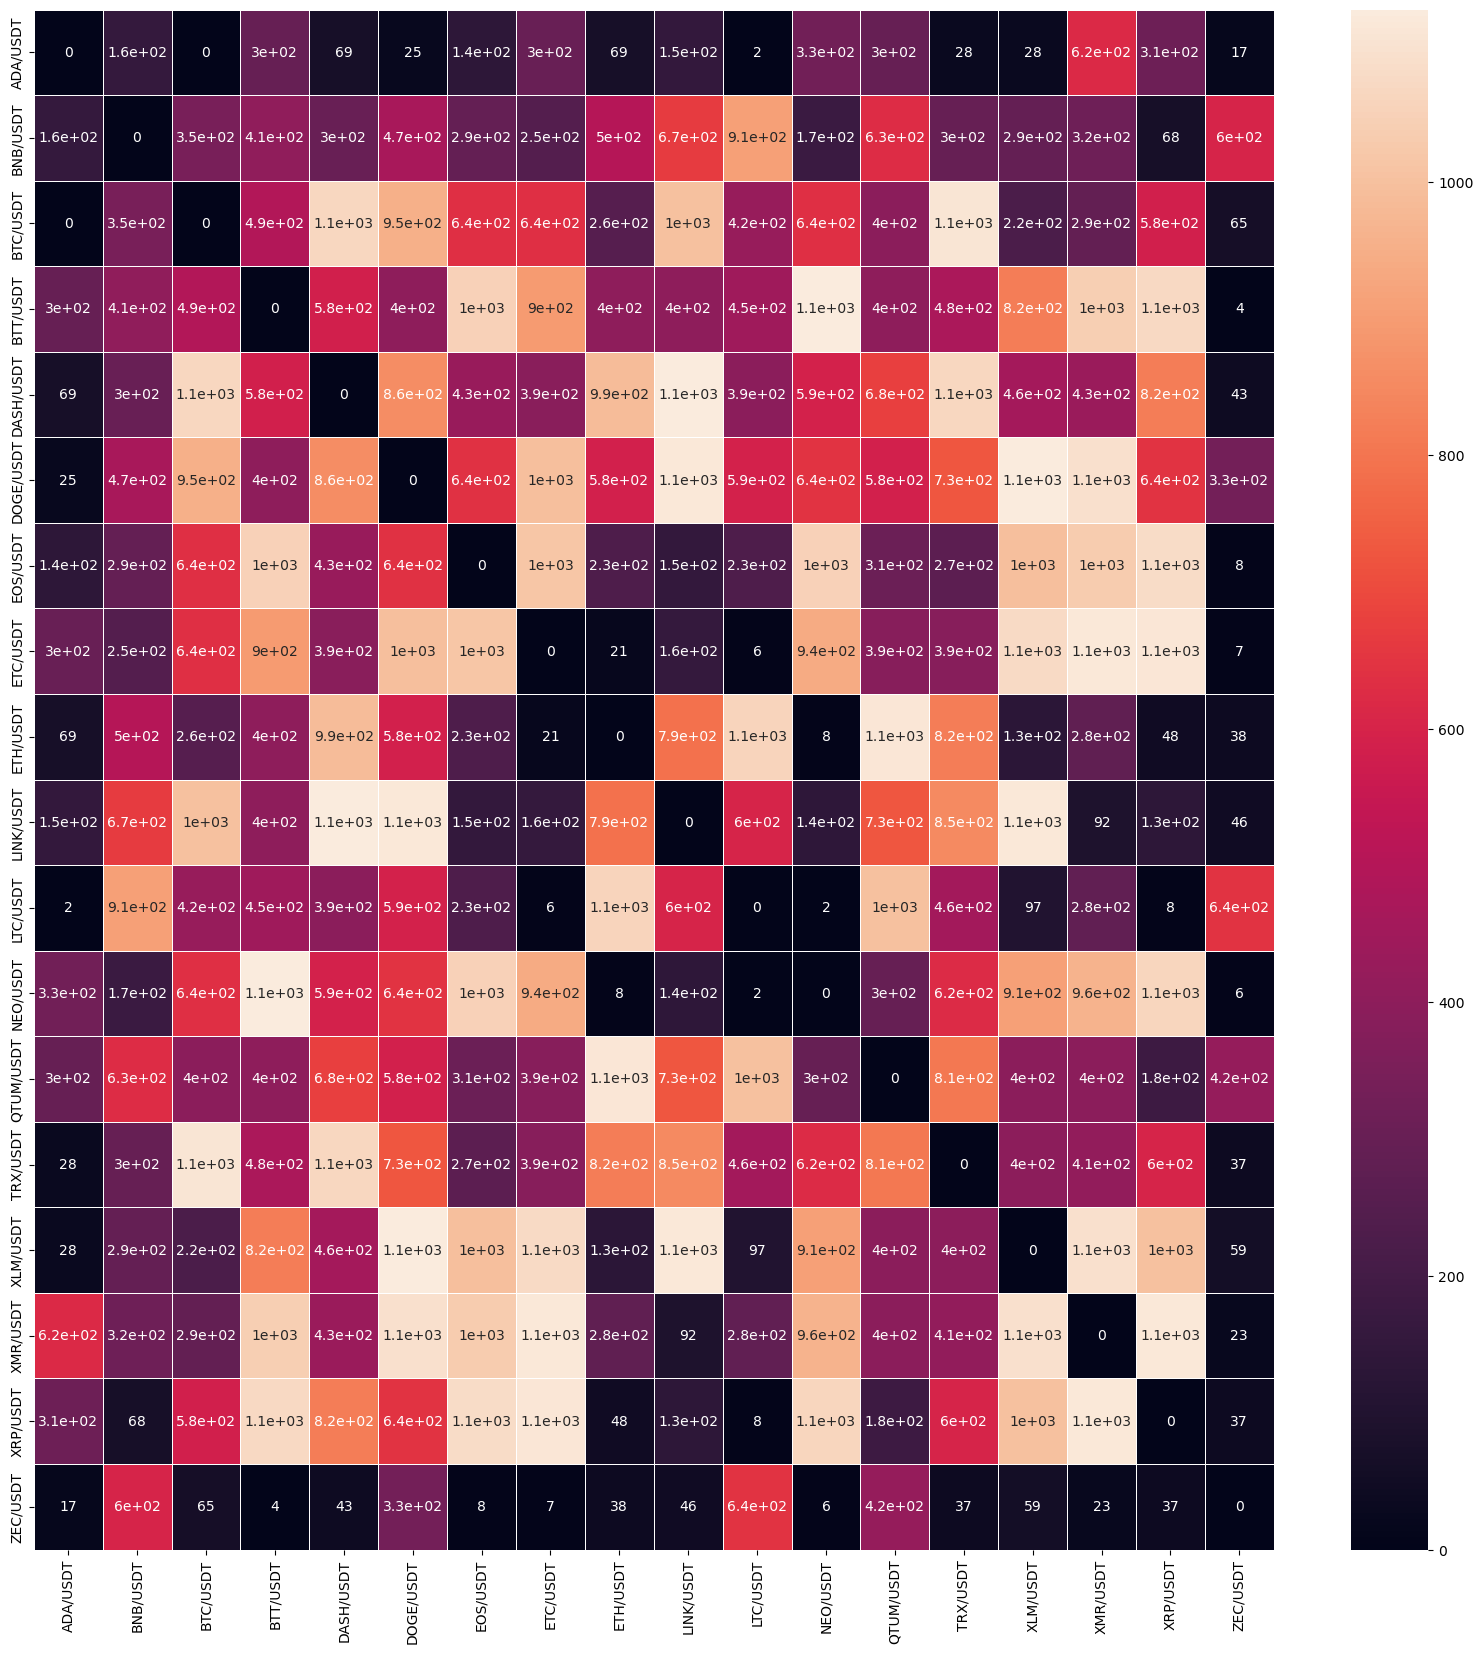 ADA/USDT 0 1.6e+02 0 3e+02 69 25 1.4e+02 3e+02 69 1.5e+02 2 3.3e+02 3e+02 28 28 6.2e+02 3.1e+02 17
BNB/USDT 1.6e+02 0 3.5e+02 4.1e+02 3e+02 4.7e+02 2.9e+02 2.5e+02 5e+02 6.7e+02 9.1e+02 1.7e+02 6.3e+02 3e+02 2.9e+02 3.2e+02 68 6e+02
BTC/USDT 0 3.5e+02 0 4.9e+02 1.1e+03 9.5e+02 6.4e+02 6.4e+02 2.6e+02 1e+03 4.2e+02 6.4e+02 4e+02 1.1e+03 2.2e+02 2.9e+02 5.8e+02 65
BTT/USDT 3e+02 4.1e+02 4.9e+02 0 5.8e+02 4e+02 1e+03 9e+02 4e+02 4e+02 4.5e+02 1.1e+03 4e+02 4.8e+02 8.2e+02 1e+03 1.1e+03 4
DASH/USDT 69 3e+02 1.1e+03 5.8e+02 0 8.6e+02 4.3e+02 3.9e+02 9.9e+02 1.1e+03 3.9e+02 5.9e+02 6.8e+02 1.1e+03 4.6e+02 4.3e+02 8.2e+02 43
DOGE/USDT 25 4.7e+02 9.5e+02 4e+02 8.6e+02 0 6.4e+02 1e+03 5.8e+02 1.1e+03 5.9e+02 6.4e+02 5.8e+02 7.3e+02 1.1e+03 1.1e+03 6.4e+02 3.3e+02
EOS/USDT 1.4e+02 2.9e+02 6.4e+02 1e+03 4.3e+02 6.4e+02 0 1e+03 2.3e+02 1.5e+02 2.3e+02 1e+03 3.1e+02 2.7e+02 1e+03 1e+03 1.1e+03 8
ETC/USDT 3e+02 2.5e+02 6.4e+02 9e+02 3.9e+02 1e+03 1e+03 0 21 1.6e+02 6 9.4e+02 3.9e+02 3.9e+02 1.1e+03 1.1e+03 1.1e+03 7
ETH/USDT 69 5e+02 2.6e+02 4e+02 9.9e+02 5.8e+02 2.3e+02 21 0 7.9e+02 1.1e+03 8 1.1e+03 8.2e+02 1.3e+02 2.8e+02 48 38
LINK/USDT 1.5e+02 6.7e+02 1e+03 4e+02 1.1e+03 1.1e+03 1.5e+02 1.6e+02 7.9e+02 0 6e+02 1.4e+02 7.3e+02 8.5e+02 1.1e+03 92 1.3e+02 46
LTC/USDT 2 9.1e+02 4.2e+02 4.5e+02 3.9e+02 5.9e+02 2.3e+02 6 1.1e+03 6e+02 0 2 1e+03 4.6e+02 97 2.8e+02 8 6.4e+02
NEO/USDT 3.3e+02 1.7e+02 6.4e+02 1.1e+03 5.9e+02 6.4e+02 1e+03 9.4e+02 8 1.4e+02 2 0 3e+02 6.2e+02 9.1e+02 9.6e+02 1.1e+03 6
QTUM/USDT 3e+02 6.3e+02 4e+02 4e+02 6.8e+02 5.8e+02 3.1e+02 3.9e+02 1.1e+03 7.3e+02 1e+03 3e+02 0 8.1e+02 4e+02 4e+02 1.8e+02 4.2e+02
TRX/USDT 28 3e+02 1.1e+03 4.8e+02 1.1e+03 7.3e+02 2.7e+02 3.9e+02 8.2e+02 8.5e+02 4.6e+02 6.2e+02 8.1e+02 0 4e+02 4.1e+02 6e+02 37
XLM/USDT 28 2.9e+02 2.2e+02 8.2e+02 4.6e+02 1.1e+03 1e+03 1.1e+03 1.3e+02 1.1e+03 97 9.1e+02 4e+02 4e+02 0 1.1e+03 1e+03 59
XMR/USDT 6.2e+02 3.2e+02 2.9e+02 1e+03 4.3e+02 1.1e+03 1e+03 1.1e+03 2.8e+02 92 2.8e+02 9.6e+02 4e+02 4.1e+02 1.1e+03 0 1.1e+03 23
XRP/USDT 3.1e+02 68 5.8e+02 1.1e+03 8.2e+02 6.4e+02 1.1e+03 1.1e+03 48 1.3e+02 8 1.1e+03 1.8e+02 6e+02 1e+03 1.1e+03 0 37
ZEC/USDT 17 6e+02 65 4 43 3.3e+02 8 7 38 46 6.4e+02 6 4.2e+02 37 59 23 37 0
ADA/USDT BNB/USDT BTC/USDT BTT/USDT DASH/USDT DOGE/USDT EOS/USDT ETC/USDT ETH/USDT LINK/USDT LTC/USDT NEO/USDT QTUM/USDT TRX/USDT XLM/USDT XMR/USDT XRP/USDT ZEC/USDT
1000
800
600
400
200
0